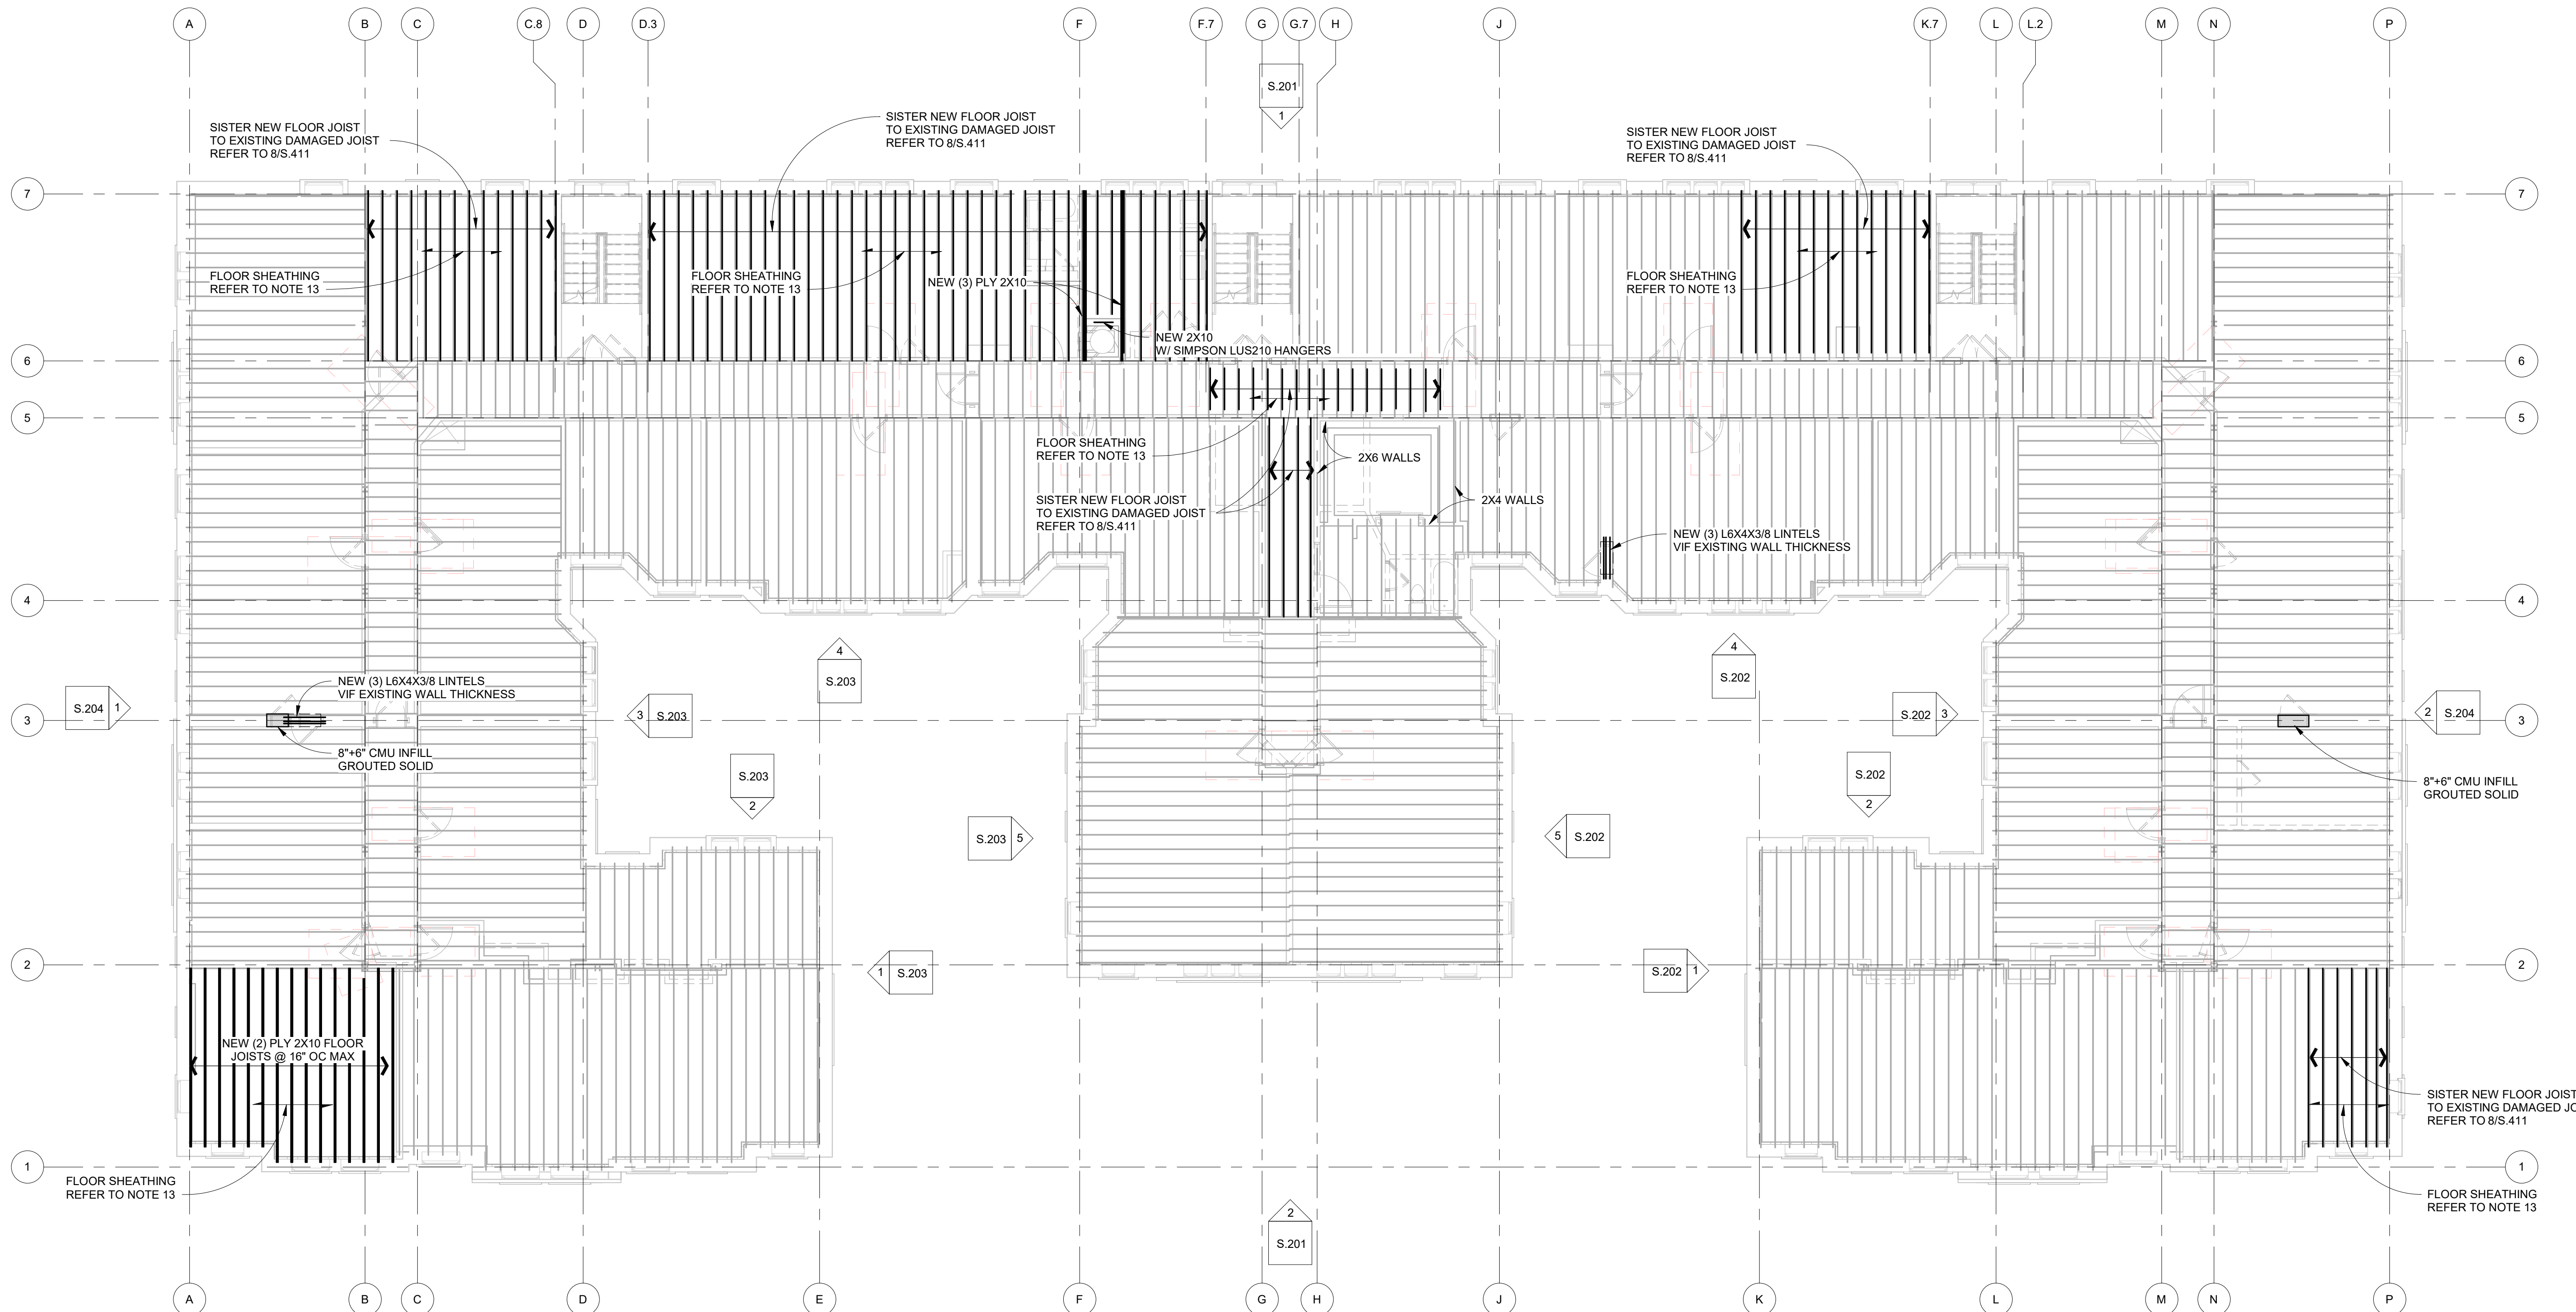 A
B
C
C.8
D
D.3
F
F.7
G
G.7
H
J
K.7
L
L.2
M
N
P
S.201
1
SISTER NEW FLOOR JOIST
TO EXISTING DAMAGED JOIST
REFER TO 8/S.411
SISTER NEW FLOOR JOIST
TO EXISTING DAMAGED JOIST
REFER TO 8/S.411
SISTER NEW FLOOR JOIST
TO EXISTING DAMAGED JOIST
REFER TO 8/S.411
7
7
FLOOR SHEATHING
REFER TO NOTE 13
FLOOR SHEATHING
REFER TO NOTE 13
NEW (3) PLY 2X10
FLOOR SHEATHING
REFER TO NOTE 13
NEW 2X10
W/ SIMPSON LUS210 HANGERS
6
6
5
5
FLOOR SHEATHING
REFER TO NOTE 13
2X6 WALLS
SISTER NEW FLOOR JOIST
TO EXISTING DAMAGED JOIST
REFER TO 8/S.411
2X4 WALLS
NEW (3) L6X4X3/8 LINTELS
VIF EXISTING WALL THICKNESS
4
4
4
S.203
4
S.202
NEW (3) L6X4X3/8 LINTELS
VIF EXISTING WALL THICKNESS
S.204
1
3
S.203
S.202
3
2
S.204
3
3
8"+6" CMU INFILL
GROUTED SOLID
S.203
2
S.202
2
8"+6" CMU INFILL
GROUTED SOLID
S.203
5
5
S.202
2
2
1
S.203
S.202
1
NEW (2) PLY 2X10 FLOOR
JOISTS @ 16" OC MAX
SISTER NEW FLOOR JOIST
TO EXISTING DAMAGED JO
REFER TO 8/S.411
1
1
FLOOR SHEATHING
REFER TO NOTE 13
FLOOR SHEATHING
REFER TO NOTE 13
2
S.201
A
B
C
D
E
F
G
H
J
K
L
M
N
P